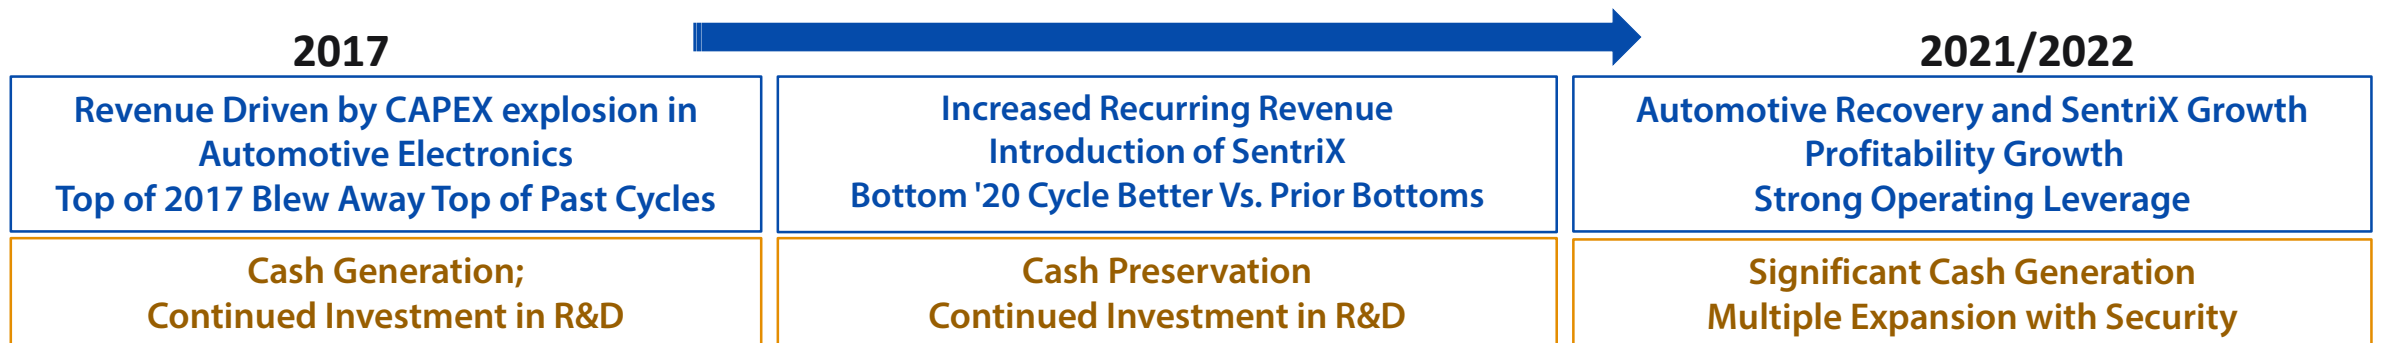 2017
2021/2022
Revenue Driven by CAPEX explosion in
Automotive Electronics
Top of 2017 Blew Away Top of Past Cycles
Increased Recurring Revenue
Introduction of SentriX
Bottom '20 Cycle Better Vs. Prior Bottoms
Automotive Recovery and SentriX Growth
Profitability Growth
Strong Operating Leverage
Cash Generation;
Continued Investment in R&D
Cash Preservation
Continued Investment in R&D
Significant Cash Generation
Multiple Expansion with Security